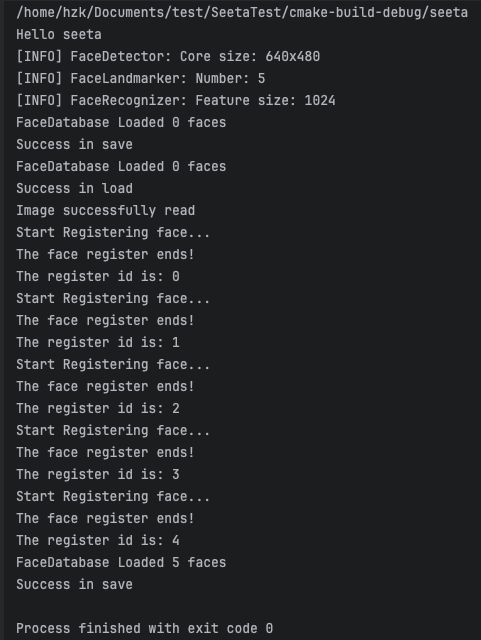 /home/hzk/Documents/test/SeetaTest/cmake-build-debug/seeta
Hello seeta
[INFO] FaceDetector: Core size: 640x480
[INFO] FaceLandmarker: Number: 5
[INFO] FaceRecognizer: Feature size: 1024
FaceDatabase Loaded 0 faces
Success in save
FaceDatabase Loaded 0 faces
Success in load
Image successfully read
Start Registering face...
The face register ends!
The register id is: 0
Start Registering face...
The face register ends!
The register id is: 1
Start Registering face...
The face register ends!
The register id is: 2
Start Registering face...
The face register ends!
The register id is: 3
Start Registering face...
The face register ends!
The register id is: 4
FaceDatabase Loaded 5 faces
Success in save
Process finished with exit code 0